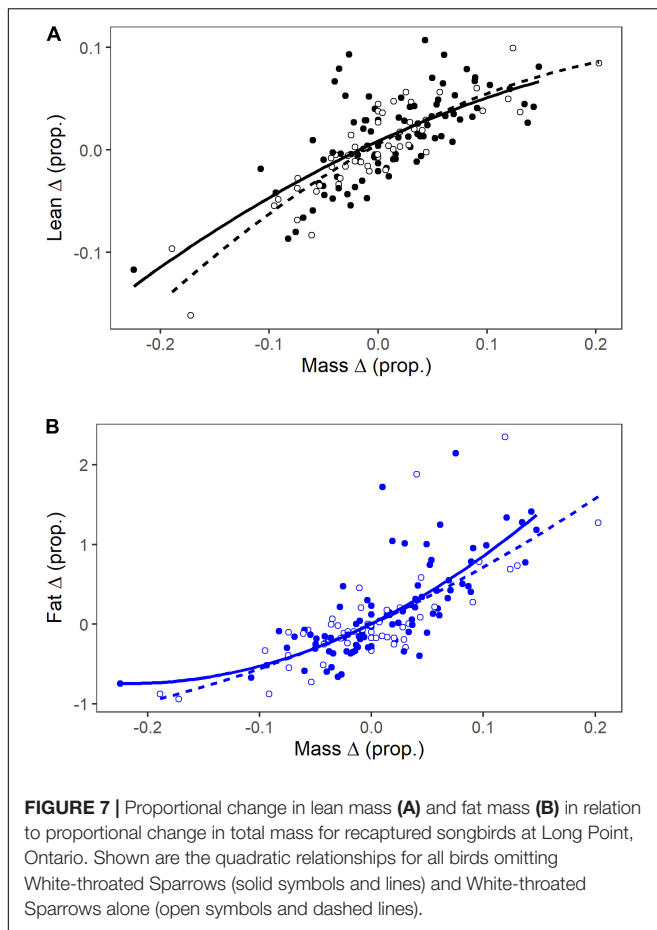 A
0.1
0.0
-0.1
Lean Δ (prop.)
-0.2 -0.1 0.0 0.1 0.2
Mass Δ (prop.)
B
2
1
0
-1
Fat Δ (prop.)
-0.2 -0.1 0.0 0.1 0.2
Mass Δ (prop.)
FIGURE 7 | Proportional change in lean mass (A) and fat mass (B) in relation
to proportional change in total mass for recaptured songbirds at Long Point,
Ontario. Shown are the quadratic relationships for all birds omitting
White-throated Sparrows (solid symbols and lines) and White-throated
Sparrows alone (open symbols and dashed lines).